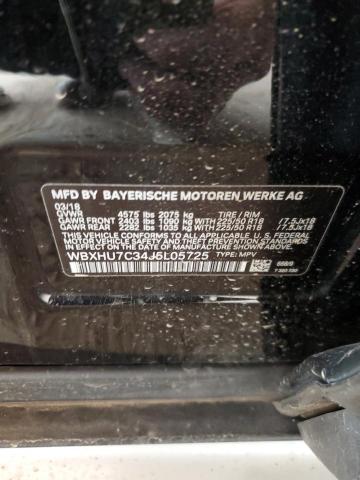 MFD BY BAYERISCHE MOTOREN WERKE AG
03/18
GVWR 4575 lbs 2075 kg TIRE / RIM
GAWR FRONT 2403 lbs 1090 kg WITH 225/50 R18 /7.5Jx18
GAWR REAR 2282 lbs 1035 kg WITH 225/50 R18 /7.5Jx18
THIS VEHICLE CONFORMS TO ALL APPLICABLE U.S. FEDERAL
MOTOR VEHICLE SAFETY, BUMPER, AND THEFT PREVENTION
STANDARDS IN EFFECT ON THE DATE OF MANUFACTURE SHOWN ABOVE.
WBXHU7C34J5L05725 TYPE: MPV